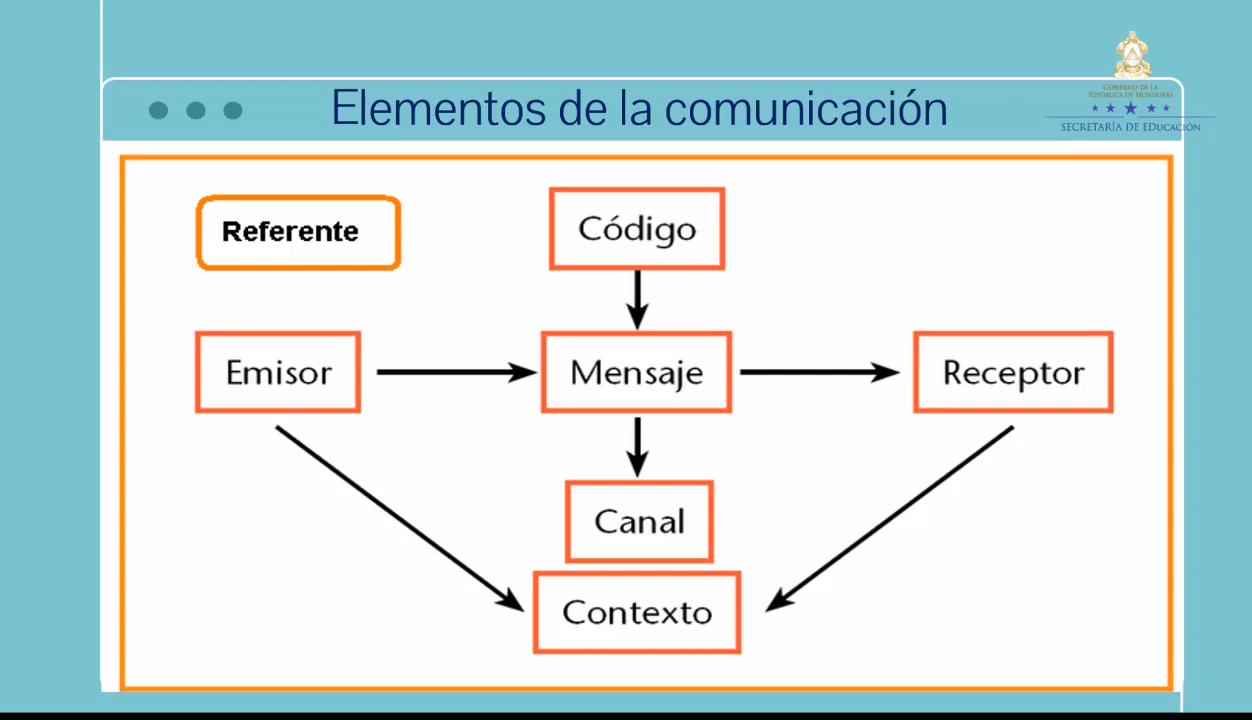 Elementos de la comunicación
GOBIERNO DE LA
REPÚBLICA DE HONDURAS
SECRETARÍA DE EDUCACIÓN
Referente
Código
Emisor
Mensaje
Receptor
Canal
Contexto